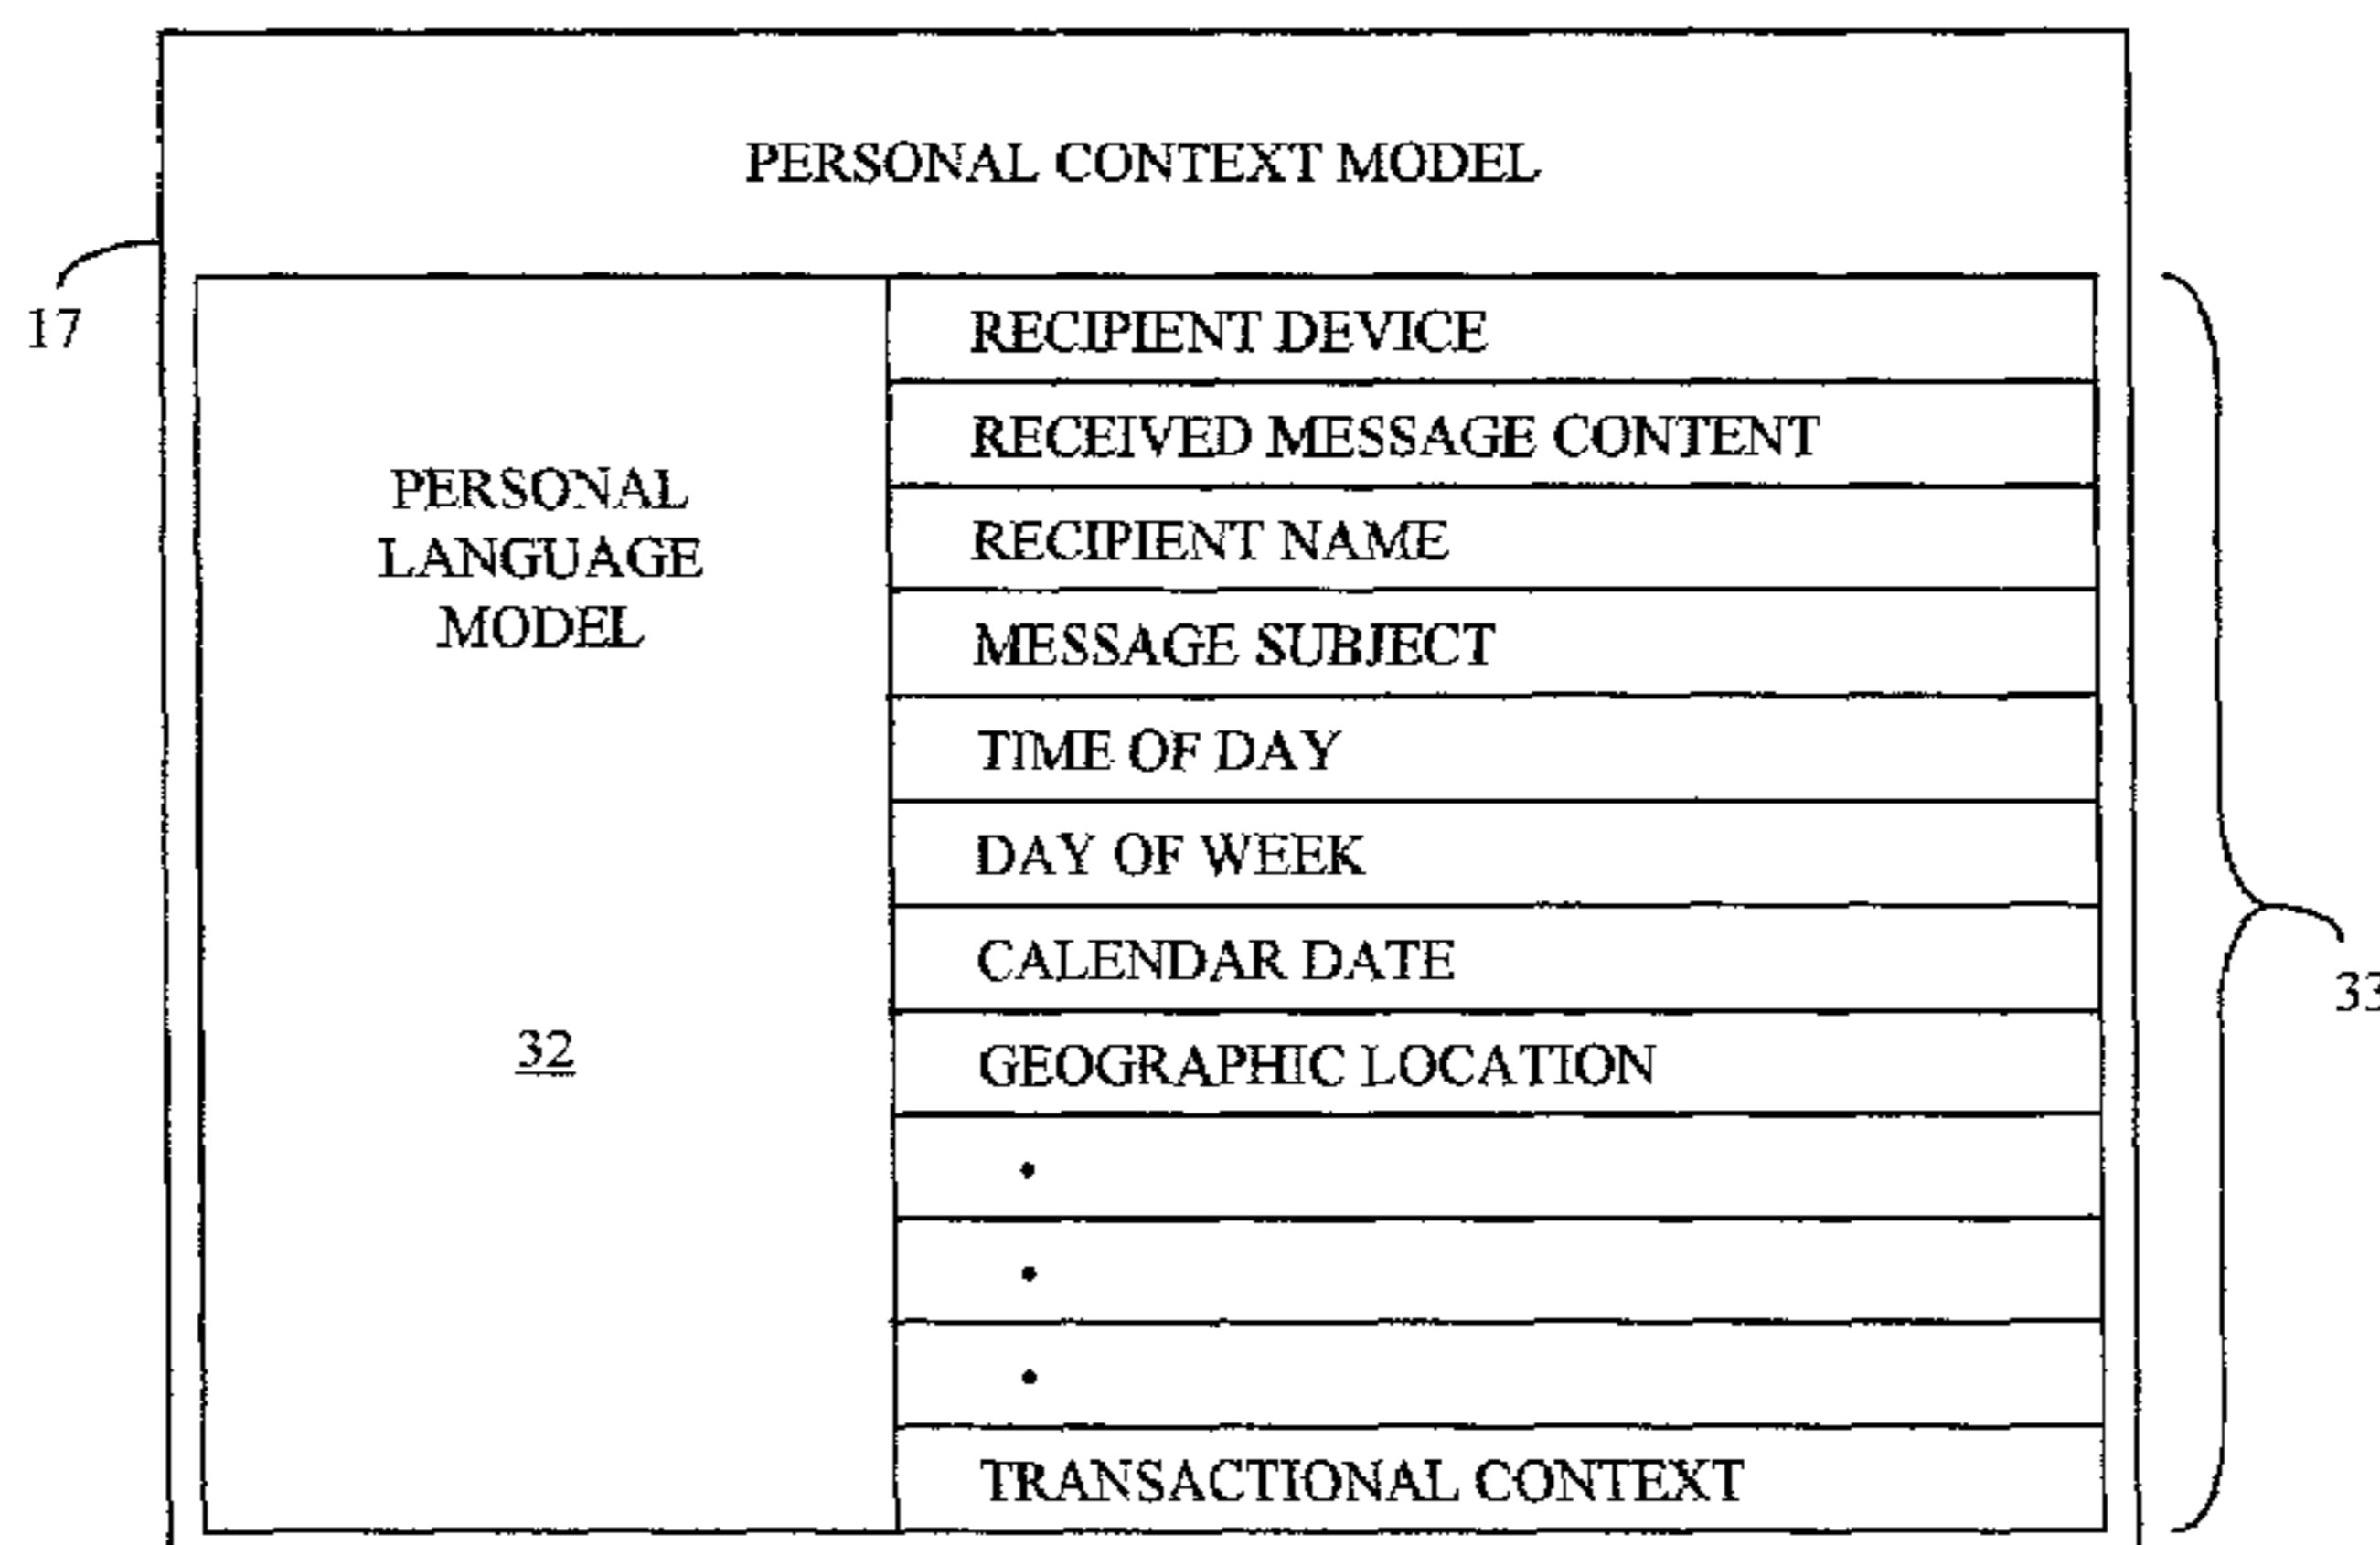 PERSONAL CONTEXT MODEL
17
PERSONAL
LANGUAGE
MODEL
32
RECIPIENT DEVICE
RECEIVED MESSAGE CONTENT
RECIPIENT NAME
MESSAGE SUBJECT
TIME OF DAY
DAY OF WEEK
CALENDAR DATE
GEOGRAPHIC LOCATION
•
•
•
TRANSACTIONAL CONTEXT
33